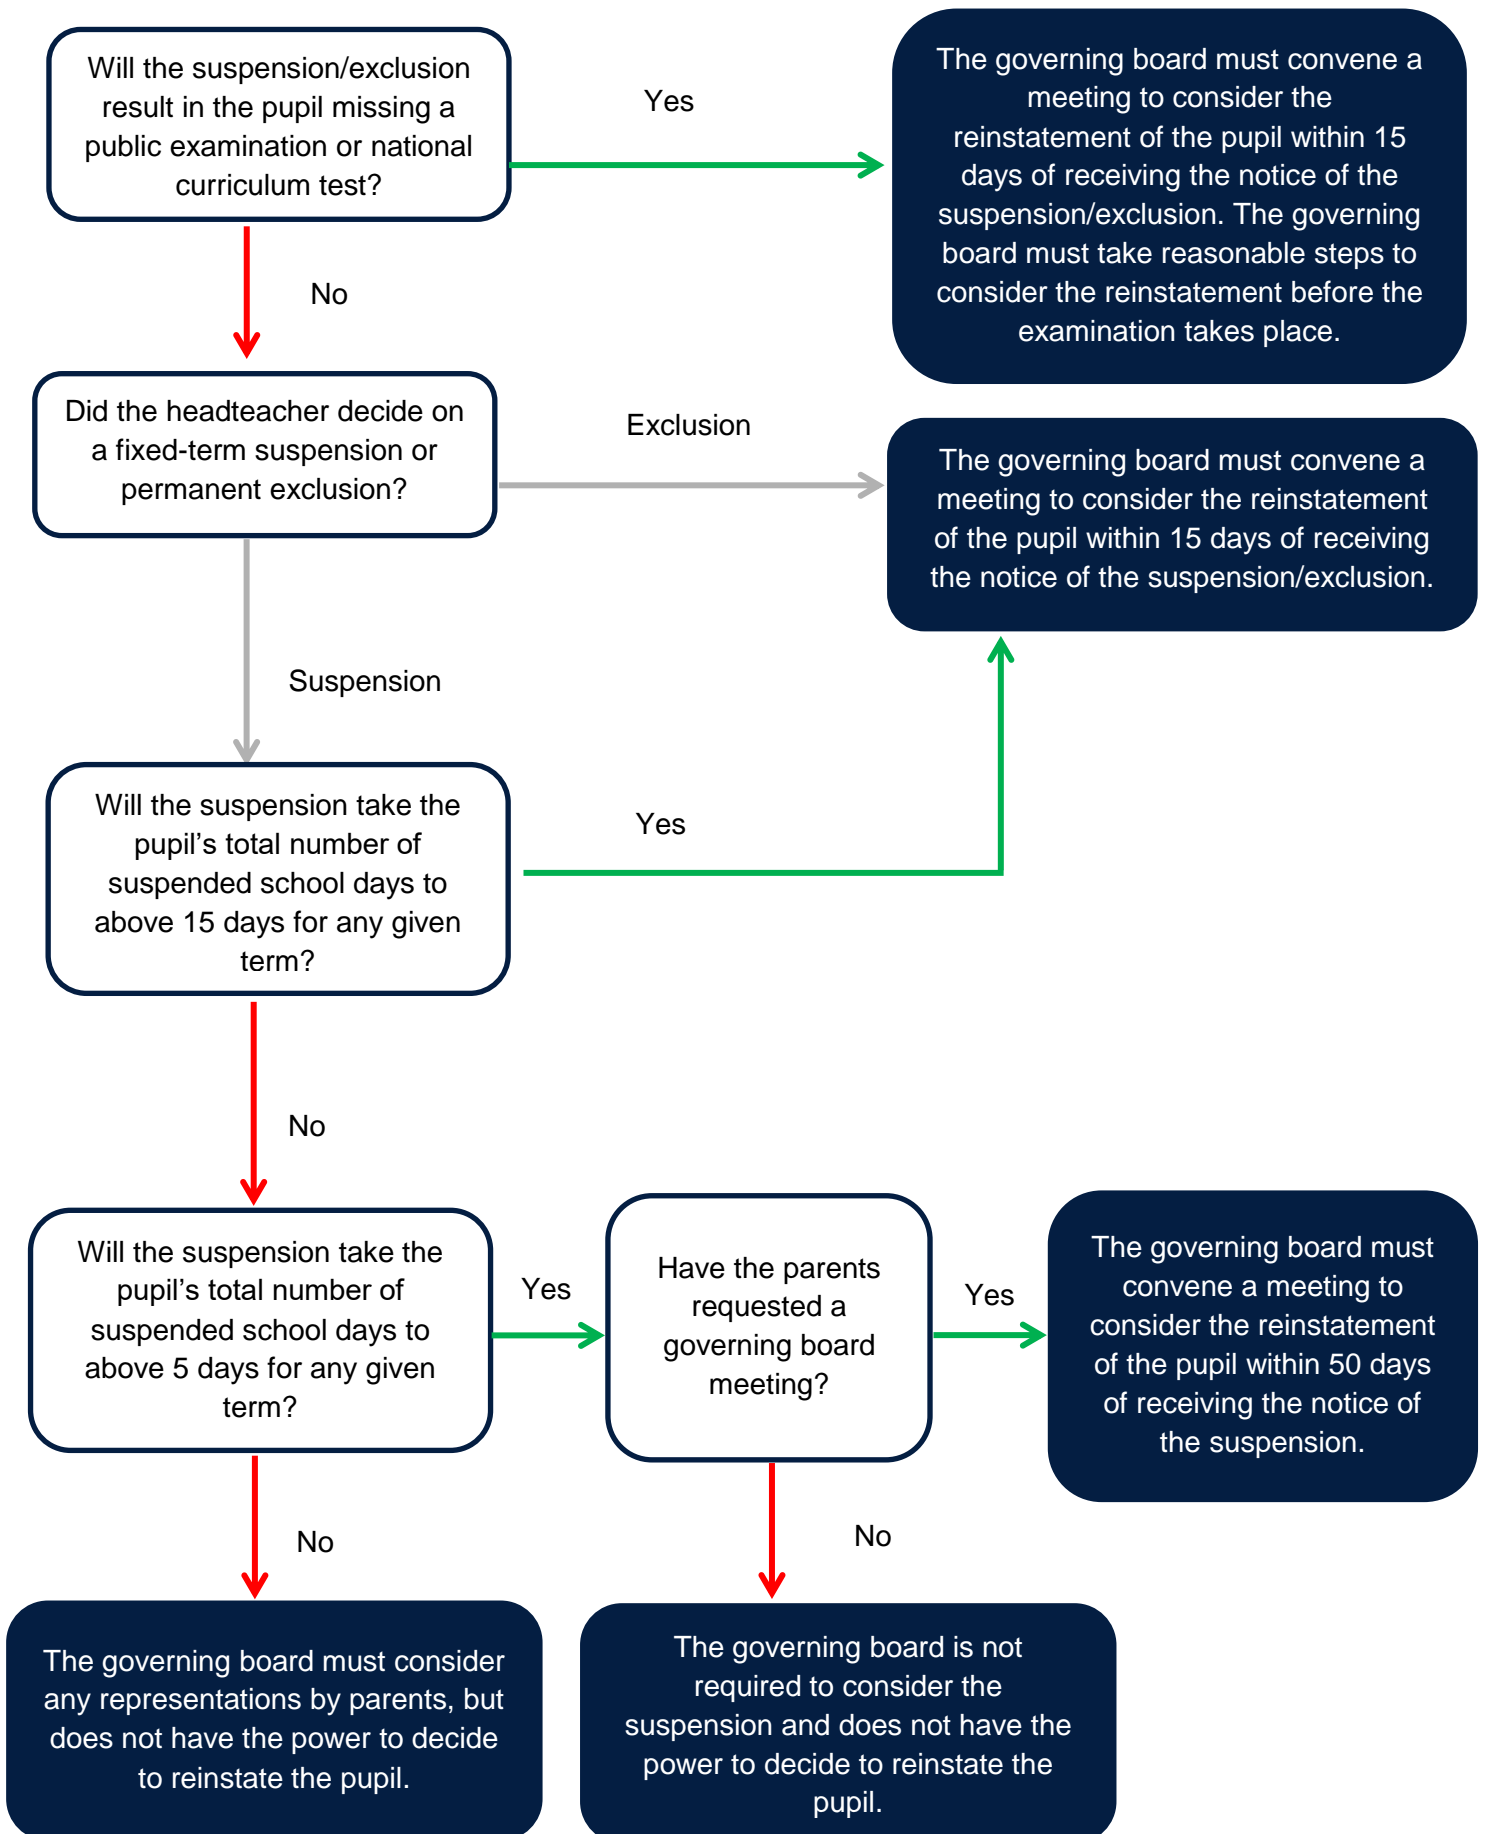 Will the suspension/exclusion
result in the pupil missing a
public examination or national
curriculum test?
Yes
The governing board must convene a
meeting to consider the
reinstatement of the pupil within 15
days of receiving the notice of the
suspension/exclusion. The governing
board must take reasonable steps to
consider the reinstatement before the
examination takes place.
No
Did the headteacher decide on
a fixed-term suspension or
permanent exclusion?
Exclusion
The governing board must convene a
meeting to consider the reinstatement
of the pupil within 15 days of receiving
the notice of the suspension/exclusion.
Suspension
Will the suspension take the
pupil’s total number of
suspended school days to
above 15 days for any given
term?
Yes
No
Will the suspension take the
pupil’s total number of
suspended school days to
above 5 days for any given
term?
Yes
Have the parents
requested a
governing board
meeting?
Yes
The governing board must
convene a meeting to
consider the reinstatement
of the pupil within 50 days
of receiving the notice of
the suspension.
No
No
The governing board must consider
any representations by parents, but
does not have the power to decide
to reinstate the pupil.
The governing board is not
required to consider the
suspension and does not have the
power to decide to reinstate the
pupil.